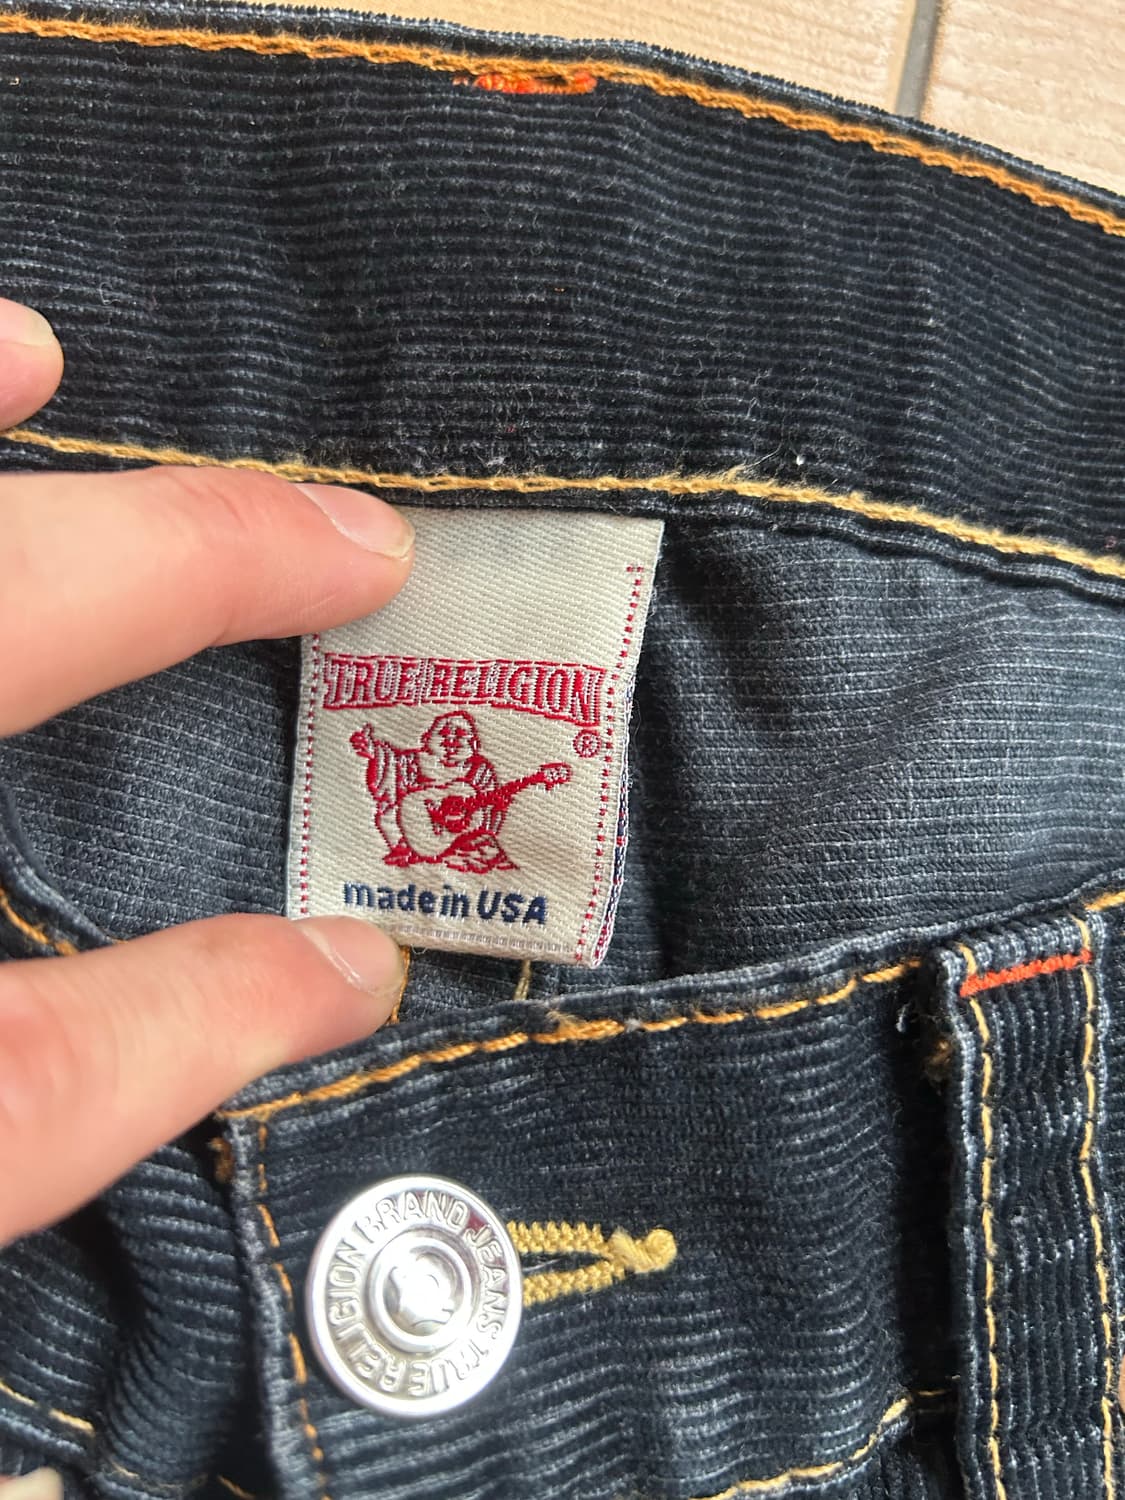 TRUE RELIGION
®
made in USA
TRUE RELIGION BRAND JEANS